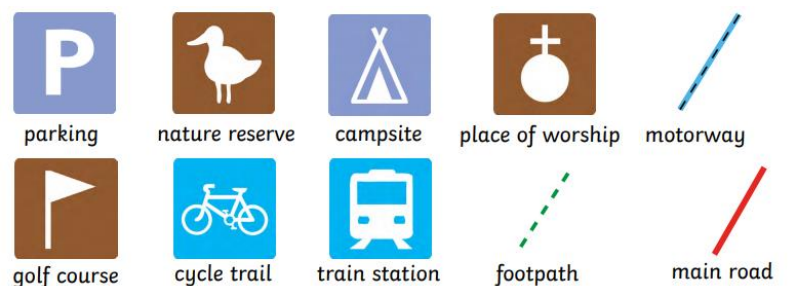 P
parking nature reserve campsite place of worship motorway
golf course cycle trail train station footpath main road